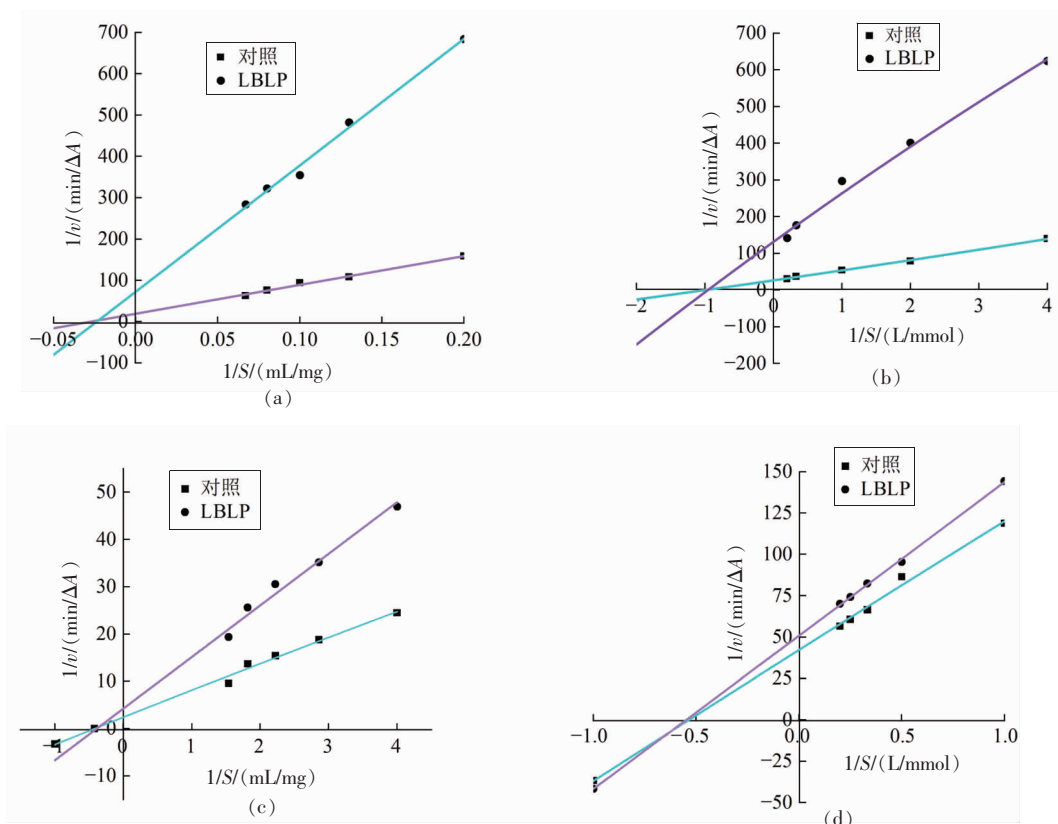 700
600
500
400
300
200
100
0
−100
−0.05
0.00
0.05
0.10
0.15
0.20
对照
LBLP
1/v/(min/ΔA)
1/S/(mL/mg)
(a)
700
600
500
400
300
200
100
0
−100
−200
−2
−1
0
1
2
3
4
对照
LBLP
1/v/(min/ΔA)
1/S/(L/mmol)
(b)
50
40
30
20
10
0
−10
−1
0
1
2
3
4
对照
LBLP
1/v/(min/ΔA)
1/S/(mL/mg)
(c)
150
125
100
75
50
25
0
−25
−50
−1.0
−0.5
0.0
0.5
1.0
对照
LBLP
1/v/(min/ΔA)
1/S/(L/mmol)
(d)